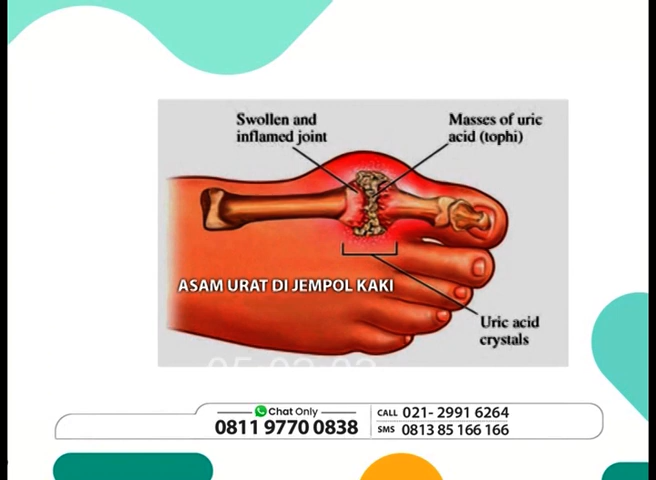 Swollen and
inflamed joint
Masses of uric
acid (tophi)
ASAM URAT DI JEMPOL KAKI
Uric acid
crystals
Chat Only
0811 9770 0838
CALL 021- 2991 6264
SMS 0813 85 166 166